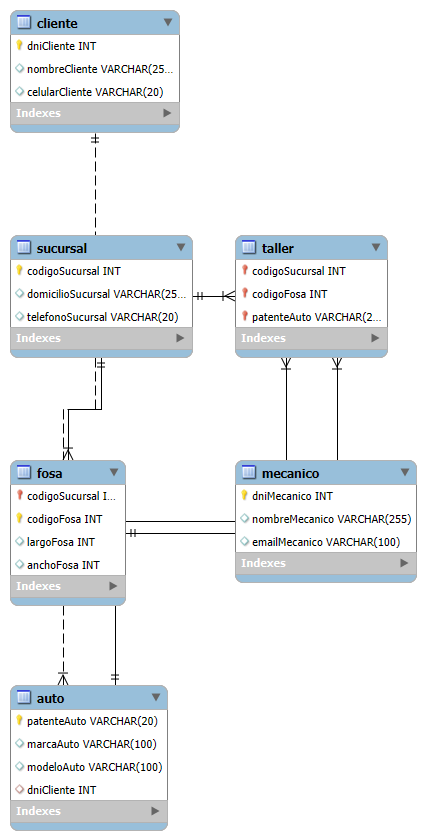 cliente
dniCliente INT
nombreCliente VARCHAR(25...
celularCliente VARCHAR(20)
Indexes
sucursal
codigoSucursal INT
domicilioSucursal VARCHAR(25...
telefonoSucursal VARCHAR(20)
Indexes
taller
codigoSucursal INT
codigoFosa INT
patenteAuto VARCHAR(2...
Indexes
fosa
codigoSucursal I...
codigoFosa INT
largoFosa INT
anchoFosa INT
Indexes
mecanico
dniMecanico INT
nombreMecanico VARCHAR(255)
emailMecanico VARCHAR(100)
Indexes
auto
patenteAuto VARCHAR(20)
marcaAuto VARCHAR(100)
modeloAuto VARCHAR(100)
dniCliente INT
Indexes